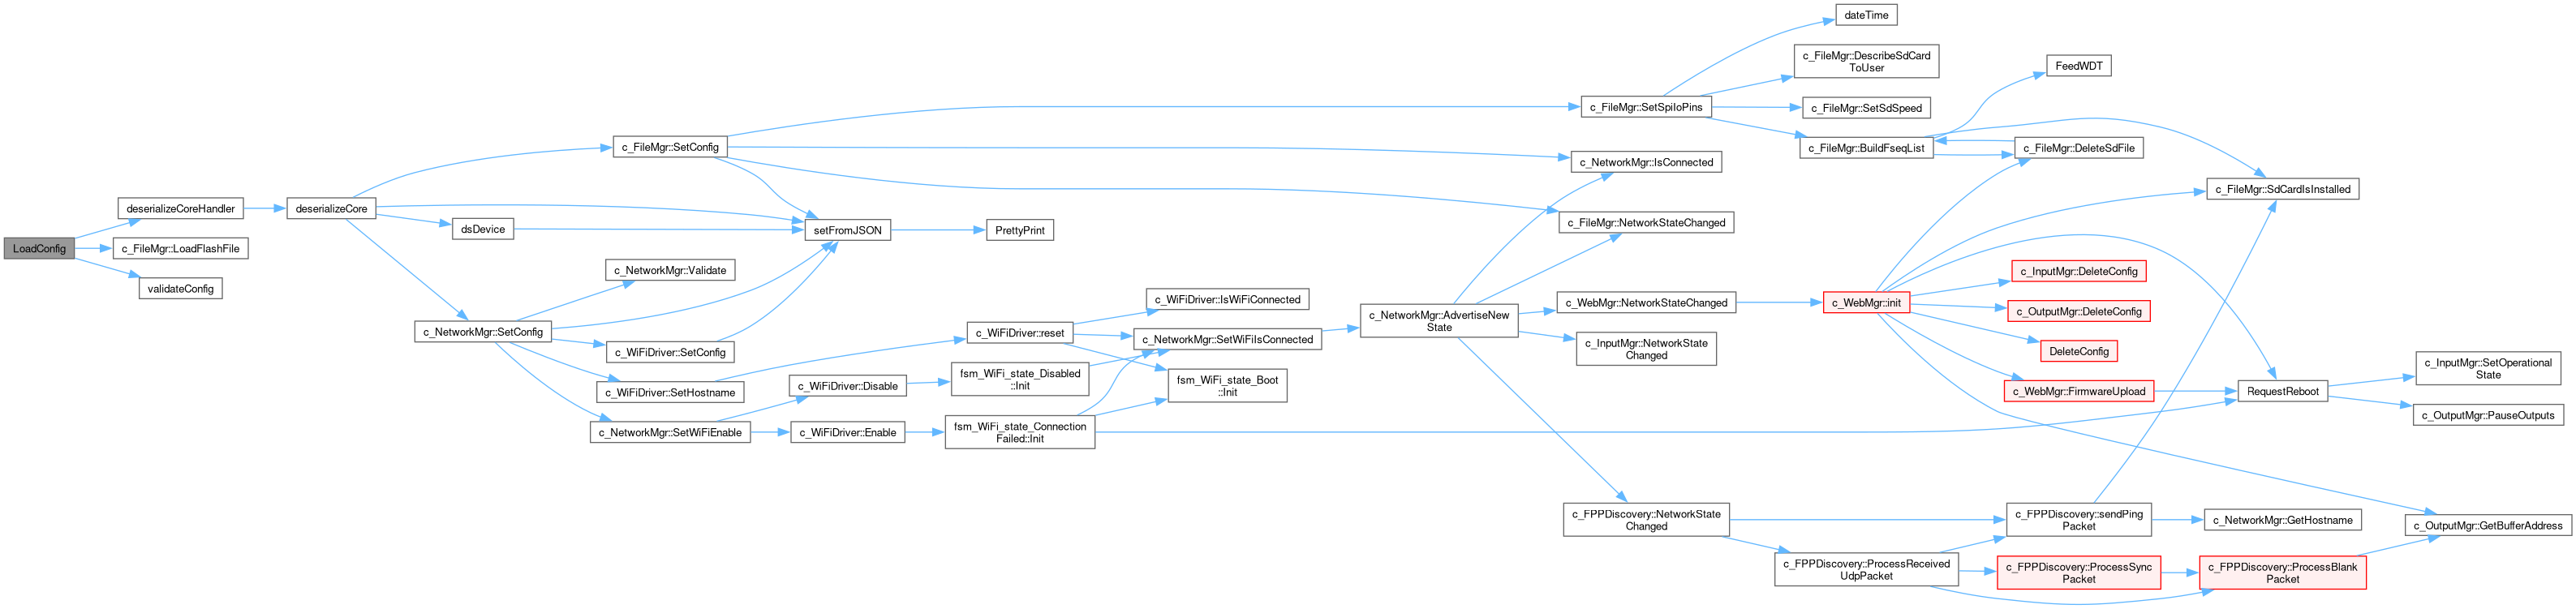 LoadConfig
deserializeCoreHandler
c_FileMgr::LoadFlashFile
validateConfig
deserializeCore
c_FileMgr::SetConfig
dsDevice
c_NetworkMgr::SetConfig
c_NetworkMgr::Validate
c_WiFiDriver::SetConfig
c_WiFiDriver::SetHostname
c_NetworkMgr::SetWiFiEnable
setFromJSON
c_WiFiDriver::Disable
c_WiFiDriver::Enable
PrettyPrint
c_WiFiDriver::reset
fsm_WiFi_state_Disabled
::Init
fsm_WiFi_state_Connection
Failed::Init
c_WiFiDriver::IsWiFiConnected
c_NetworkMgr::SetWiFiIsConnected
fsm_WiFi_state_Boot
::Init
c_NetworkMgr::AdvertiseNew
State
c_FileMgr::SetSpiIoPins
c_NetworkMgr::IsConnected
c_FileMgr::NetworkStateChanged
c_WebMgr::NetworkStateChanged
c_InputMgr::NetworkState
Changed
c_FPPDiscovery::NetworkState
Changed
dateTime
c_FileMgr::DescribeSdCard
ToUser
c_FileMgr::SetSdSpeed
c_FileMgr::BuildFseqList
c_WebMgr::init
c_FPPDiscovery::ProcessReceived
UdpPacket
FeedWDT
c_FileMgr::DeleteSdFile
c_InputMgr::DeleteConfig
c_OutputMgr::DeleteConfig
DeleteConfig
c_WebMgr::FirmwareUpload
c_FPPDiscovery::sendPing
Packet
c_FPPDiscovery::ProcessSync
Packet
c_FileMgr::SdCardIsInstalled
RequestReboot
c_NetworkMgr::GetHostname
c_FPPDiscovery::ProcessBlank
Packet
c_InputMgr::SetOperational
State
c_OutputMgr::PauseOutputs
c_OutputMgr::GetBufferAddress